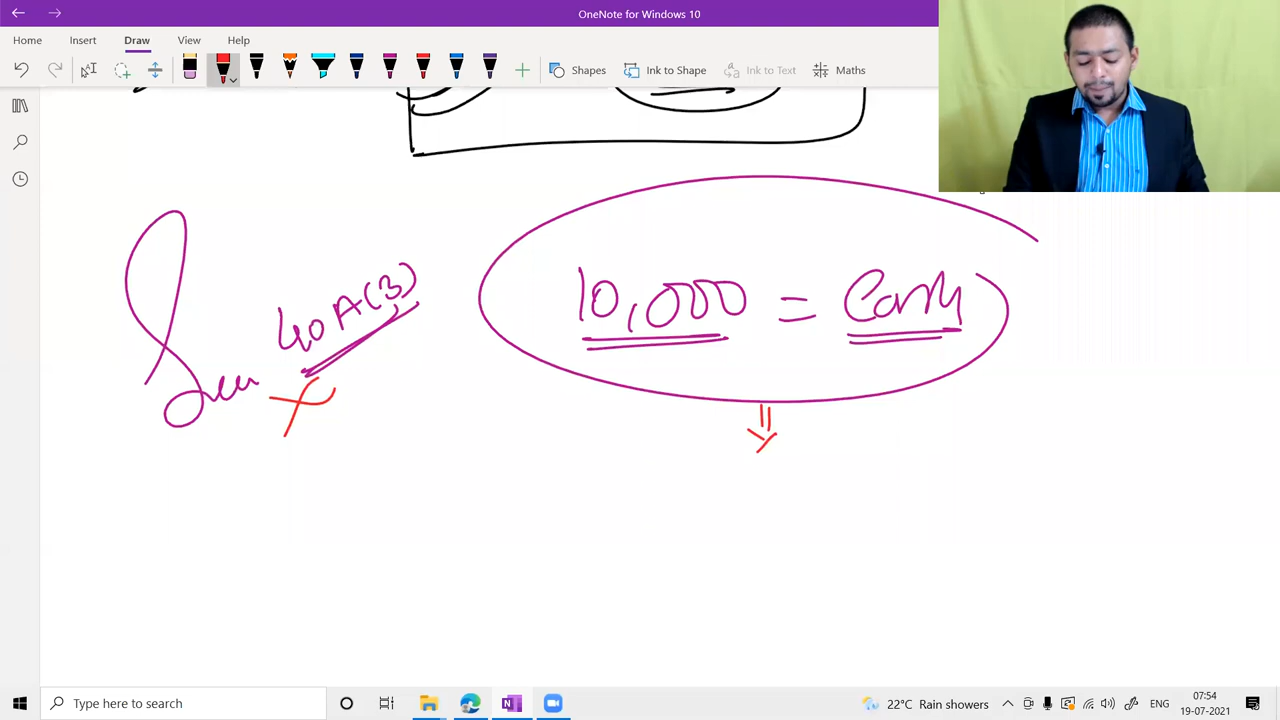 OneNote for Windows 10
Home Insert Draw View Help
Shapes Ink to Shape Ink to Text Maths
Sec 40A(3)
10,000 = Cash
Type here to search
22°C Rain showers
ENG
07:54
19-07-2021